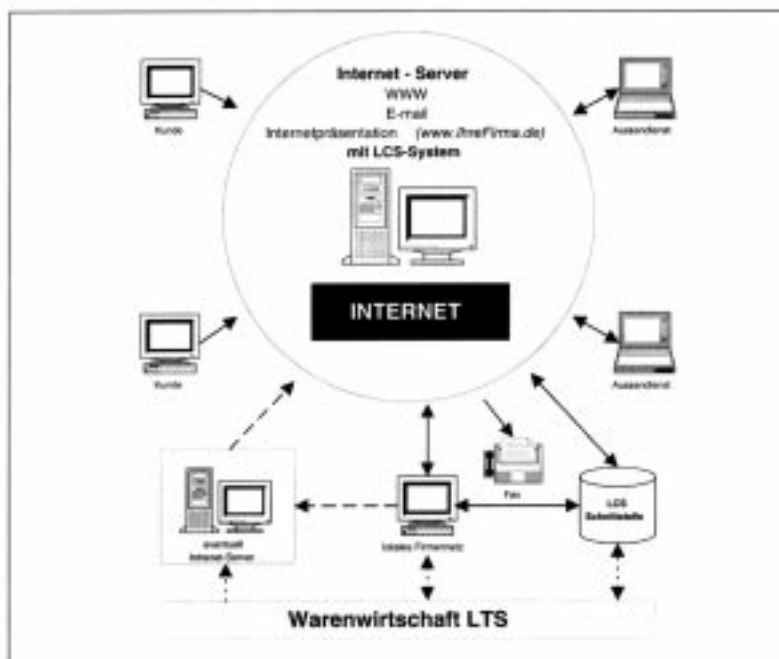 Internet - Server
WWW
E-mail
Internetpräsentation (www.IhreFirma.de)
mit LCS-System
Kunde
Aussendienst
INTERNET
Kunde
Aussendienst
Fax
LCS
Schnittstelle
eventuell
Intranet-Server
lokales Firmennetz
Warenwirtschaft LTS